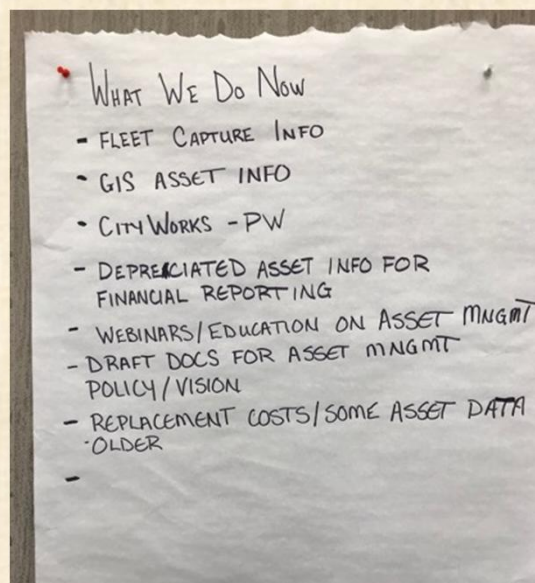 What We Do Now
- FLEET CAPTURE INFO
- GIS ASSET INFO
- CITYWORKS - PW
- DEPRECIATED ASSET INFO FOR
FINANCIAL REPORTING
- WEBINARS/EDUCATION ON ASSET MNGMT
- DRAFT DOCS FOR ASSET MNGMT
POLICY/VISION
- REPLACEMENT COSTS/SOME ASSET DATA
·OLDER
-